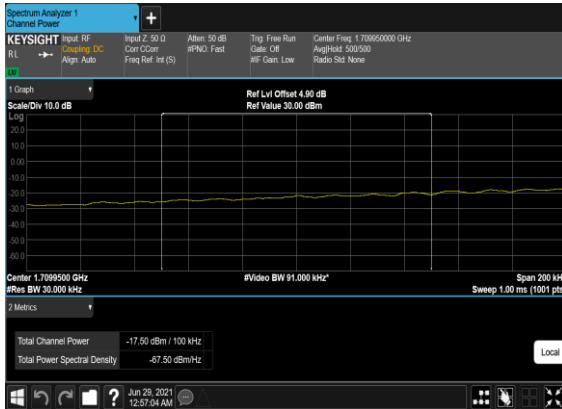 Spectrum Analyzer 1
Channel Power
+
KEYSIGHT Input: RF Input Z: 50 Ω Atten: 50 dB Trig: Free Run Center Freq: 1.709950000 GHz
RL Coupling: DC Corr CCorr #PNO: Fast Gate: Off Avg|Hold: 500/500
Align: Auto Freq Ref: Int (S) #IF Gain: Low Radio Std: None
1 Graph
Ref Lvl Offset 4.90 dB
Scale/Div 10.0 dB Ref Value 30.00 dBm
Log
20.0
10.0
0.00
-10.0
-20.0
-30.0
-40.0
-50.0
-60.0
Center 1.7099500 GHz #Video BW 91.000 kHz* Span 200 kH
#Res BW 30.000 kHz Sweep 1.00 ms (1001 pts
2 Metrics
Total Channel Power -17.50 dBm / 100 kHz
Total Power Spectral Density -67.50 dBm/Hz
Local
? Jun 29, 2021
12:57:04 AM